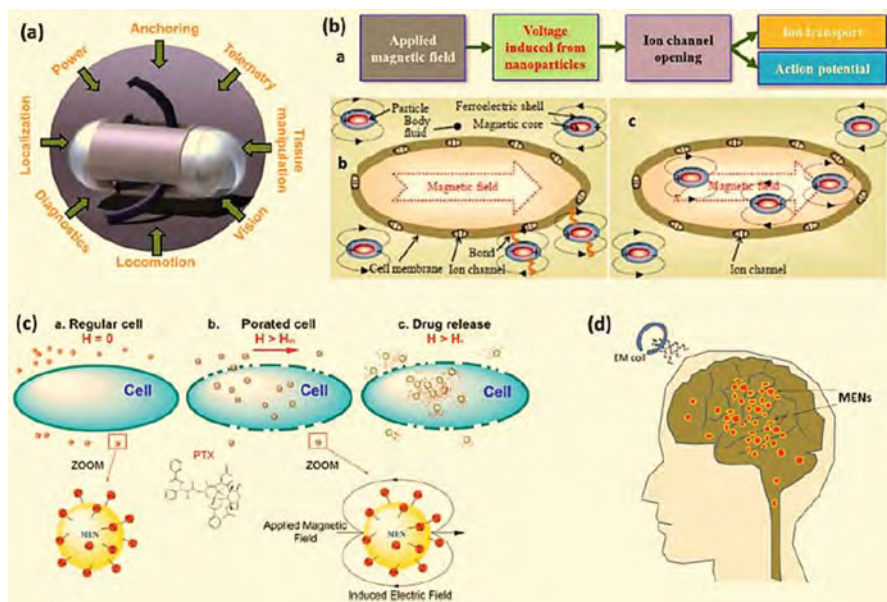 (a)
Anchoring
Power
Telemetry
Localization
Tissue
manipulation
Diagnostics
Vision
Locomotion
(b)
a
Applied
magnetic field
Voltage
induced from
nanoparticles
Ion channel
opening
Ion transport
Action potential
Particle
Body
fluid
Ferroelectric shell
Magnetic core
b
Magnetic field
Bond
Cell membrane
Ion channel
c
Magnetic field
Ion channel
(c)
a. Regular cell
H = 0
b. Porated cell
H > Hₘ
c. Drug release
H > Hᵣ
Cell
Cell
Cell
ZOOM
PTX
ZOOM
MEN
Applied Magnetic
Field
MEN
Induced Electric Field
(d)
EM coil
MENs